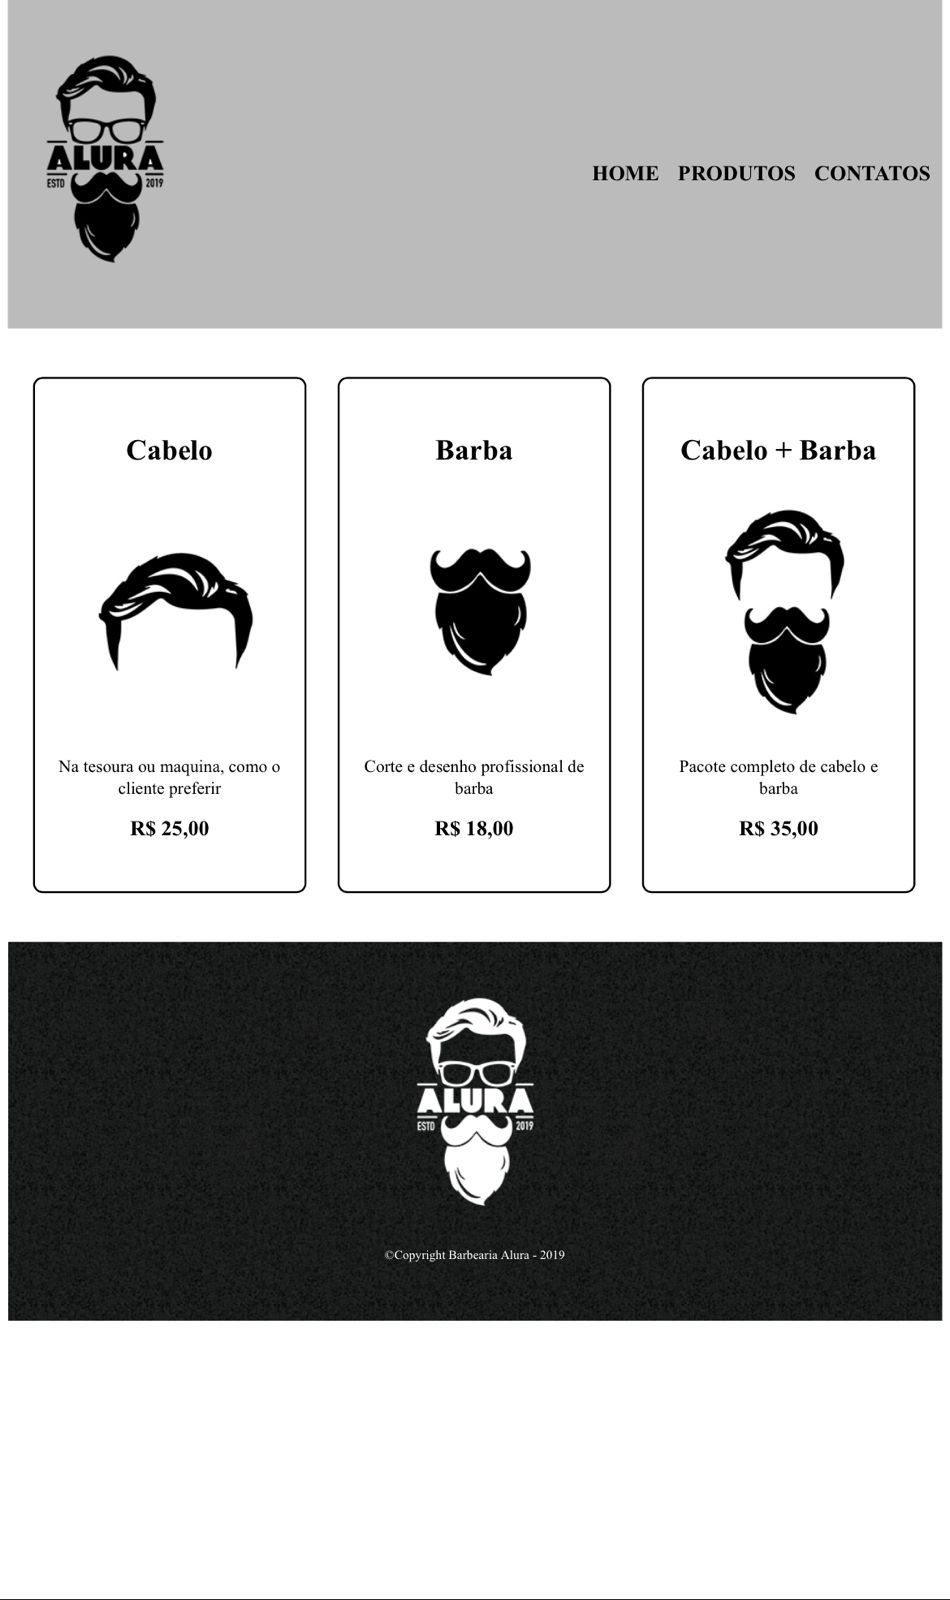 ALURA
ESTD 2019
HOME PRODUTOS CONTATOS
Cabelo
Na tesoura ou maquina, como o
cliente preferir
R$ 25,00
Barba
Corte e desenho profissional de
barba
R$ 18,00
Cabelo + Barba
Pacote completo de cabelo e
barba
R$ 35,00
ALURA
ESTD 2019
©Copyright Barbearia Alura - 2019